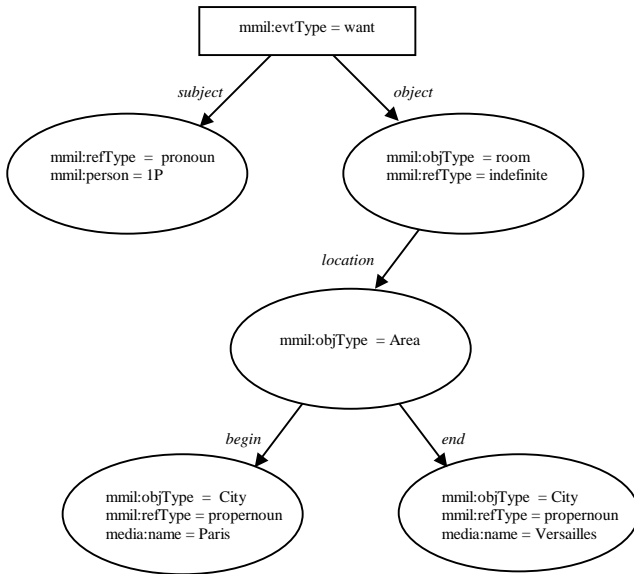 mmil:evtType = want
subject
object
mmil:refType = pronoun
mmil:person = 1P
mmil:objType = room
mmil:refType = indefinite
location
mmil:objType = Area
begin
end
mmil:objType = City
mmil:refType = propernoun
media:name = Paris
mmil:objType = City
mmil:refType = propernoun
media:name = Versailles